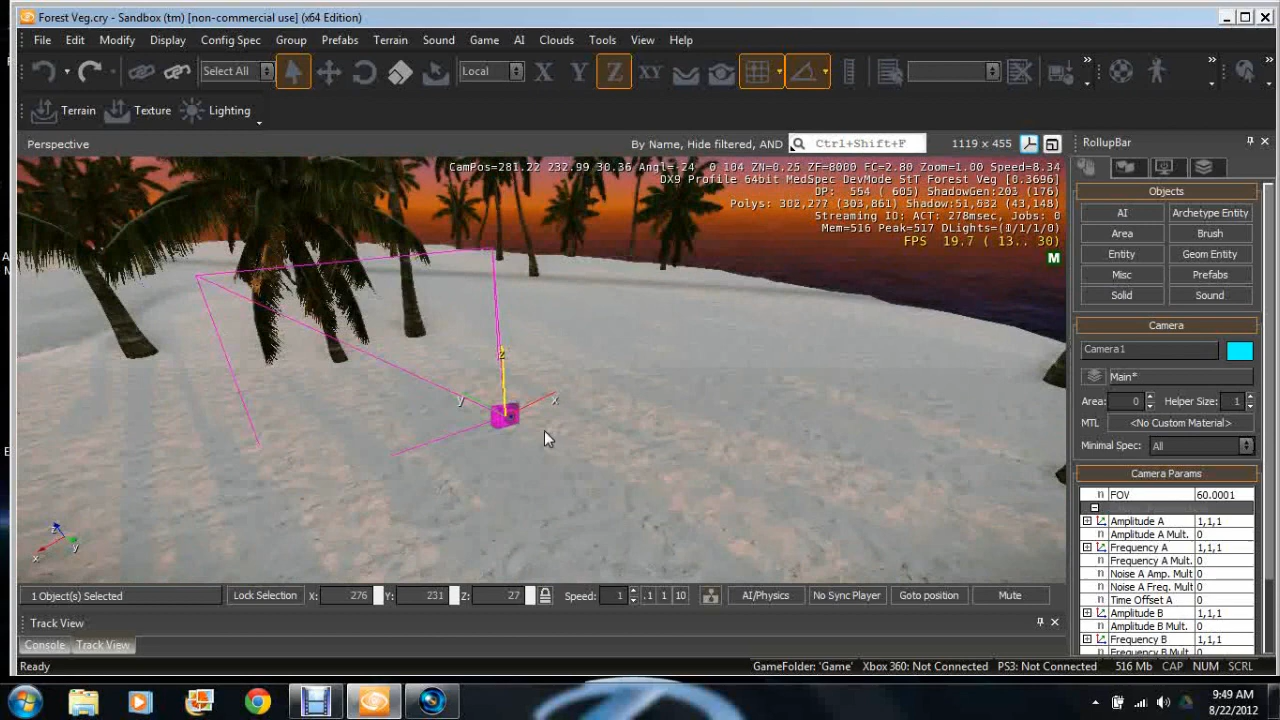 Forest Veg.cry - Sandbox (tm) [non-commercial use] (x64 Edition)
File Edit Modify Display Config Spec Group Prefabs Terrain Sound Game AI Clouds Tools View Help
Select All Local X Y Z XY
Terrain Texture Lighting
Perspective By Name, Hide filtered, AND Ctrl+Shift+F 1119 x 455 RollupBar
CamPos=281.22 232.99 30.36 Angl=-24 0 104 ZN=0.25 ZF=8000 FC=2.80 Zoom=1.00 Speed=8.34
DX9 Profile 64bit MedSpec DevMode StT Forest Veg [0.3696]
DP: 564 ( 605) ShadowGen:203 (176)
Polys: 302,277 (303,861) Shadow:51,632 (43,148)
Streaming IO: ACT: 278msec, Jobs: 0
Mem=516 Peak=517 DLights=(0/1/1/0)
FPS 19.7 ( 13.. 30)
M
z
y
x
z
x
y
Objects
AI Archetype Entity
Area Brush
Entity Geom Entity
Misc Prefabs
Solid Sound
Camera
Camera1
Main*
Area: 0 Helper Size: 1
MTL <No Custom Material>
Minimal Spec: All
Camera Params
FOV 60.0001
Amplitude A 1,1,1
Amplitude A Mult. 0
Frequency A 1,1,1
Frequency A Mult. 0
Noise A Amp. Mult 0
Noise A Freq. Mult 0
Time Offset A 0
Amplitude B 1,1,1
Amplitude B Mult. 0
Frequency B 1,1,1
Frequency B Mult. 0
1 Object(s) Selected Lock Selection X: 276 Y: 231 Z: 27 Speed: 1 .1 1 10 AI/Physics No Sync Player Goto position Mute
Track View
Console Track View
Ready GameFolder: 'Game' Xbox 360: Not Connected PS3: Not Connected 516 Mb CAP NUM SCRL
9:49 AM
8/22/2012